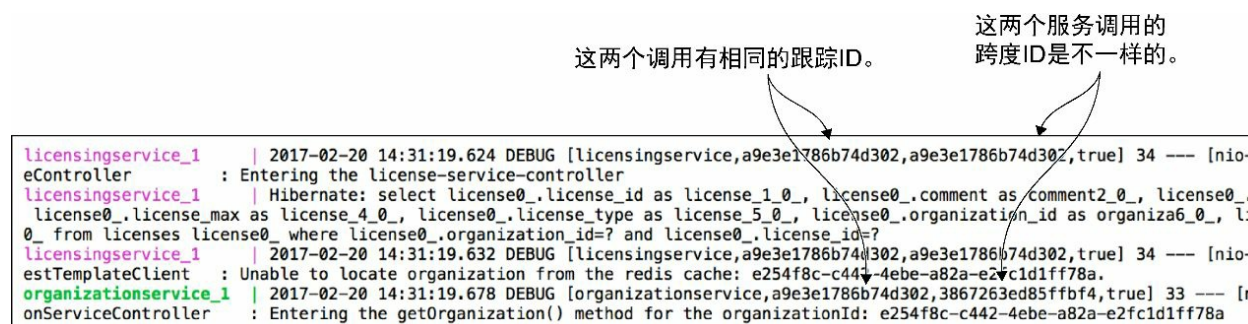 这两个调用有相同的跟踪ID。
这两个服务调用的
跨度ID是不一样的。
licensingservice_1 | 2017-02-20 14:31:19.624 DEBUG [licensingservice,a9e3e1786b74d302,a9e3e1786b74d302,true] 34 --- [nio-
eController : Entering the license-service-controller
licensingservice_1 | Hibernate: select license0_.license_id as license_1_0_, license0_.comment as comment2_0_, license0_
license0_.license_max as license_4_0_, license0_.license_type as license_5_0_, license0_.organization_id as organiza6_0_, li
0_ from licenses license0_ where license0_.organization_id=? and license0_.license_id=?
licensingservice_1 | 2017-02-20 14:31:19.632 DEBUG [licensingservice,a9e3e1786b74d302,a9e3e1786b74d302,true] 34 --- [nio-
estTemplateClient : Unable to locate organization from the redis cache: e254f8c-c442-4ebe-a82a-e2fc1d1ff78a.
organizationservice_1 | 2017-02-20 14:31:19.678 DEBUG [organizationservice,a9e3e1786b74d302,3867263ed85ffbf4,true] 33 --- [n
onServiceController : Entering the getOrganization() method for the organizationId: e254f8c-c442-4ebe-a82a-e2fc1d1ff78a